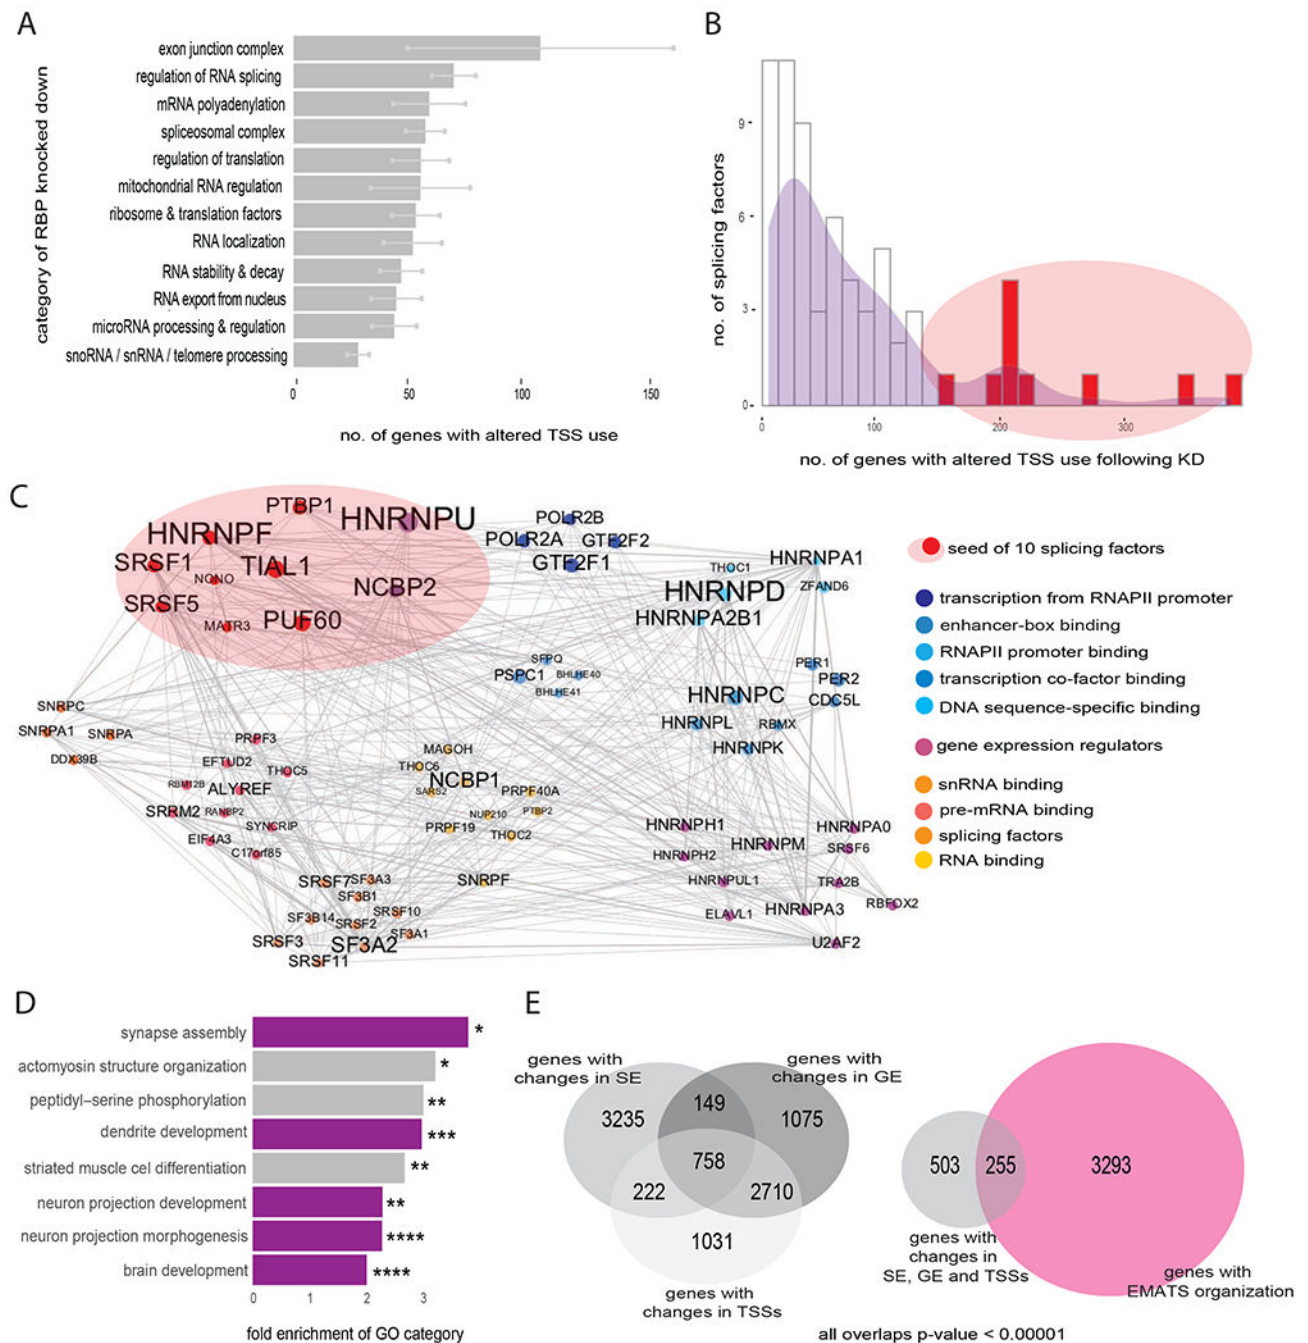 A
category of RBP knocked down
exon junction complex
regulation of RNA splicing
mRNA polyadenylation
spliceosomal complex
regulation of translation
mitochondrial RNA regulation
ribosome & translation factors
RNA localization
RNA stability & decay
RNA export from nucleus
microRNA processing & regulation
snoRNA / snRNA / telomere processing
0 50 100 150
no. of genes with altered TSS use
B
no. of splicing factors
9
6
3
0
0 100 200 300
no. of genes with altered TSS use following KD
C
PTBP1
HNRNPF
HNRNPU
SRSF1
TIAL1
NONO
NCBP2
SRSF5
MATR3
PUF60
POLR2B
POLR2A
GTF2F2
GTF2F1
HNRNPA1
THOC1
ZFAND6
HNRNPD
HNRNPA2B1
SFPQ
PSPC1
BHLHE40
BHLHE41
PER1
PER2
CDC5L
HNRNPC
HNRNPL
RBMX
HNRNPK
SNRPC
SNRPA1
SNRPA
DDX39B
PRPF3
EFTUD2
THOC5
RBM12B
ALYREF
SRRM2
RANBP2
SYNCRIP
EIF4A3
C17orf85
MAGOH
THOC6
NCBP1
SARS2
PRPF40A
NUP210
PTBP2
PRPF19
THOC2
SNRPF
SRSF7
SF3A3
SF3B1
SF3B14
SRSF10
SRSF2
SF3A1
SRSF3
SF3A2
SRSF11
HNRNPH1
HNRNPA0
HNRNPM
SRSF6
HNRNPH2
HNRNPUL1
TRA2B
ELAVL1
HNRNPA3
RBFOX2
U2AF2
seed of 10 splicing factors
transcription from RNAPII promoter
enhancer-box binding
RNAPII promoter binding
transcription co-factor binding
DNA sequence-specific binding
gene expression regulators
snRNA binding
pre-mRNA binding
splicing factors
RNA binding
D
synapse assembly *
actomyosin structure organization *
peptidyl–serine phosphorylation **
dendrite development ***
striated muscle cel differentiation **
neuron projection development **
neuron projection morphogenesis ****
brain development ****
0 1 2 3
fold enrichment of GO category
E
genes with
changes in SE
genes with
changes in GE
3235
149
1075
758
222
2710
1031
genes with
changes in TSSs
503
255
3293
genes with
changes in
SE, GE and TSSs
genes with
EMATS organization
all overlaps p-value < 0.00001